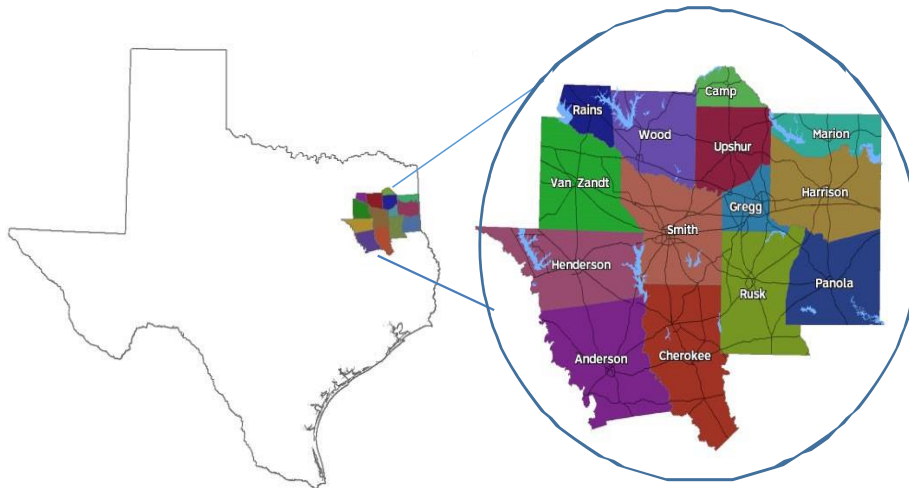 Camp
Rains
Wood
Marion
Upshur
Van Zandt
Harrison
Gregg
Smith
Henderson
Rusk
Panola
Anderson
Cherokee